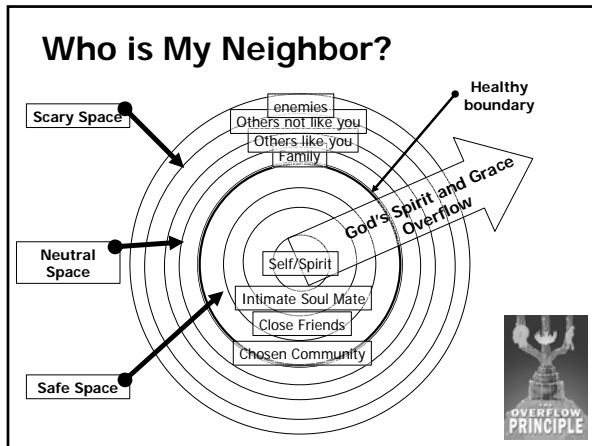 Who is My Neighbor?
Healthy
boundary
Scary Space
enemies
Others not like you
Others like you
Family
God's Spirit and Grace
Overflow
Neutral
Space
Self/Spirit
Intimate Soul Mate
Close Friends
Chosen Community
Safe Space
THE
OVERFLOW
PRINCIPLE